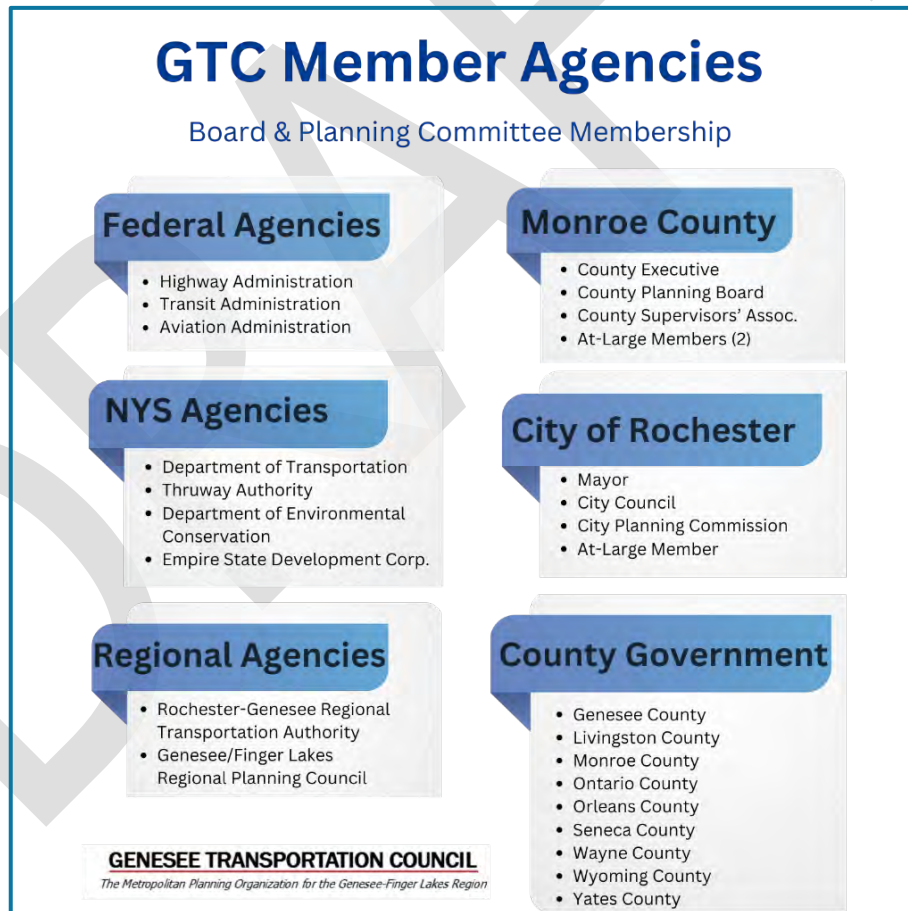 GTC Member Agencies
Board & Planning Committee Membership
Federal Agencies
• Highway Administration
• Transit Administration
• Aviation Administration
Monroe County
• County Executive
• County Planning Board
• County Supervisors' Assoc.
• At-Large Members (2)
NYS Agencies
• Department of Transportation
• Thruway Authority
• Department of Environmental
Conservation
• Empire State Development Corp.
City of Rochester
• Mayor
• City Council
• City Planning Commission
• At-Large Member
Regional Agencies
• Rochester-Genesee Regional
Transportation Authority
• Genesee/Finger Lakes
Regional Planning Council
County Government
• Genesee County
• Livingston County
• Monroe County
• Ontario County
• Orleans County
• Seneca County
• Wayne County
• Wyoming County
• Yates County
GENESEE TRANSPORTATION COUNCIL
The Metropolitan Planning Organization for the Genesee-Finger Lakes Region